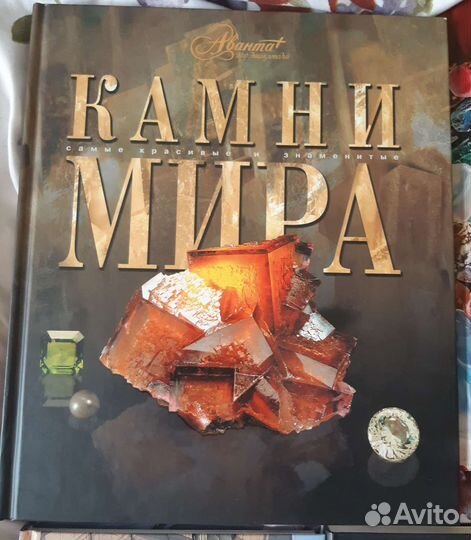 Аванта+
КАМНИ
самые красивые и знаменитые
МИРА
Avito